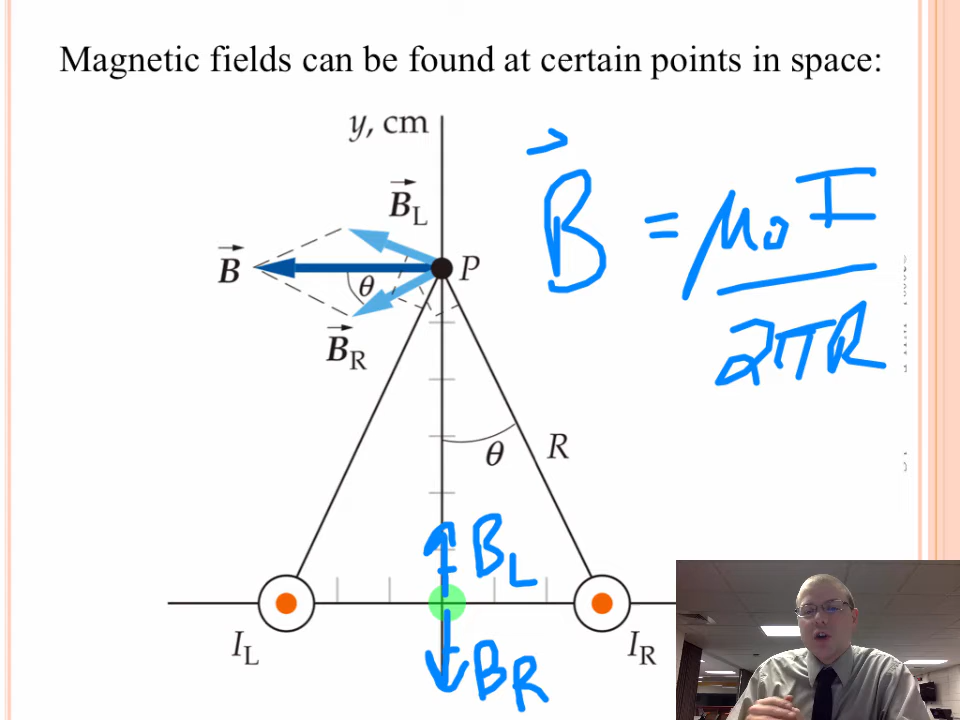 Magnetic fields can be found at certain points in space:
y, cm
B⃗L
B⃗
θ
P
B⃗R
B⃗ = μ₀I / 2πR
θ
R
BL
IL
IR
BR